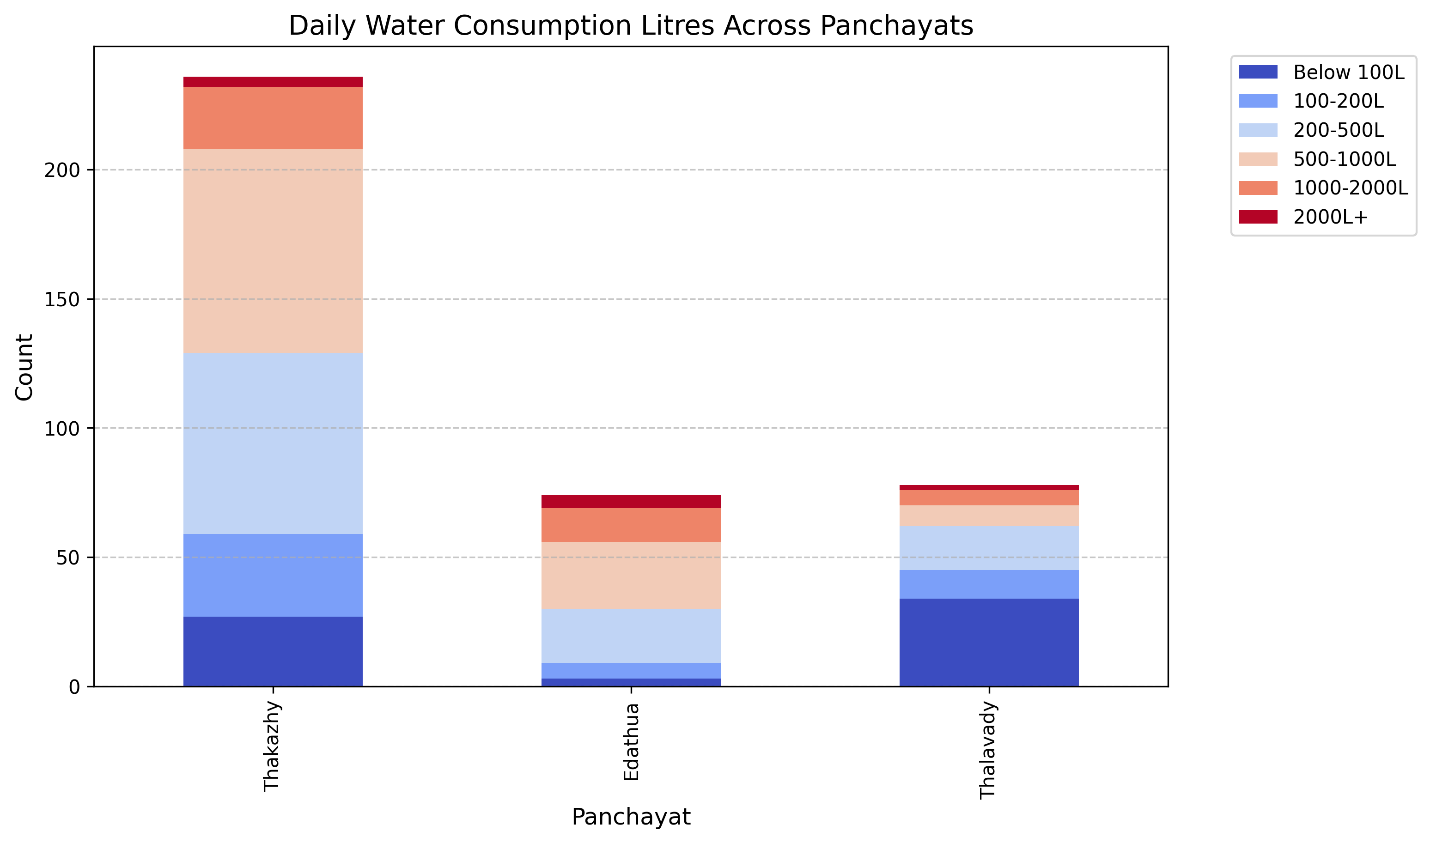 Daily Water Consumption Litres Across Panchayats
Below 100L
100-200L
200-500L
500-1000L
1000-2000L
2000L+
Count
200
150
100
50
0
Thakazhy
Edathua
Thalavady
Panchayat